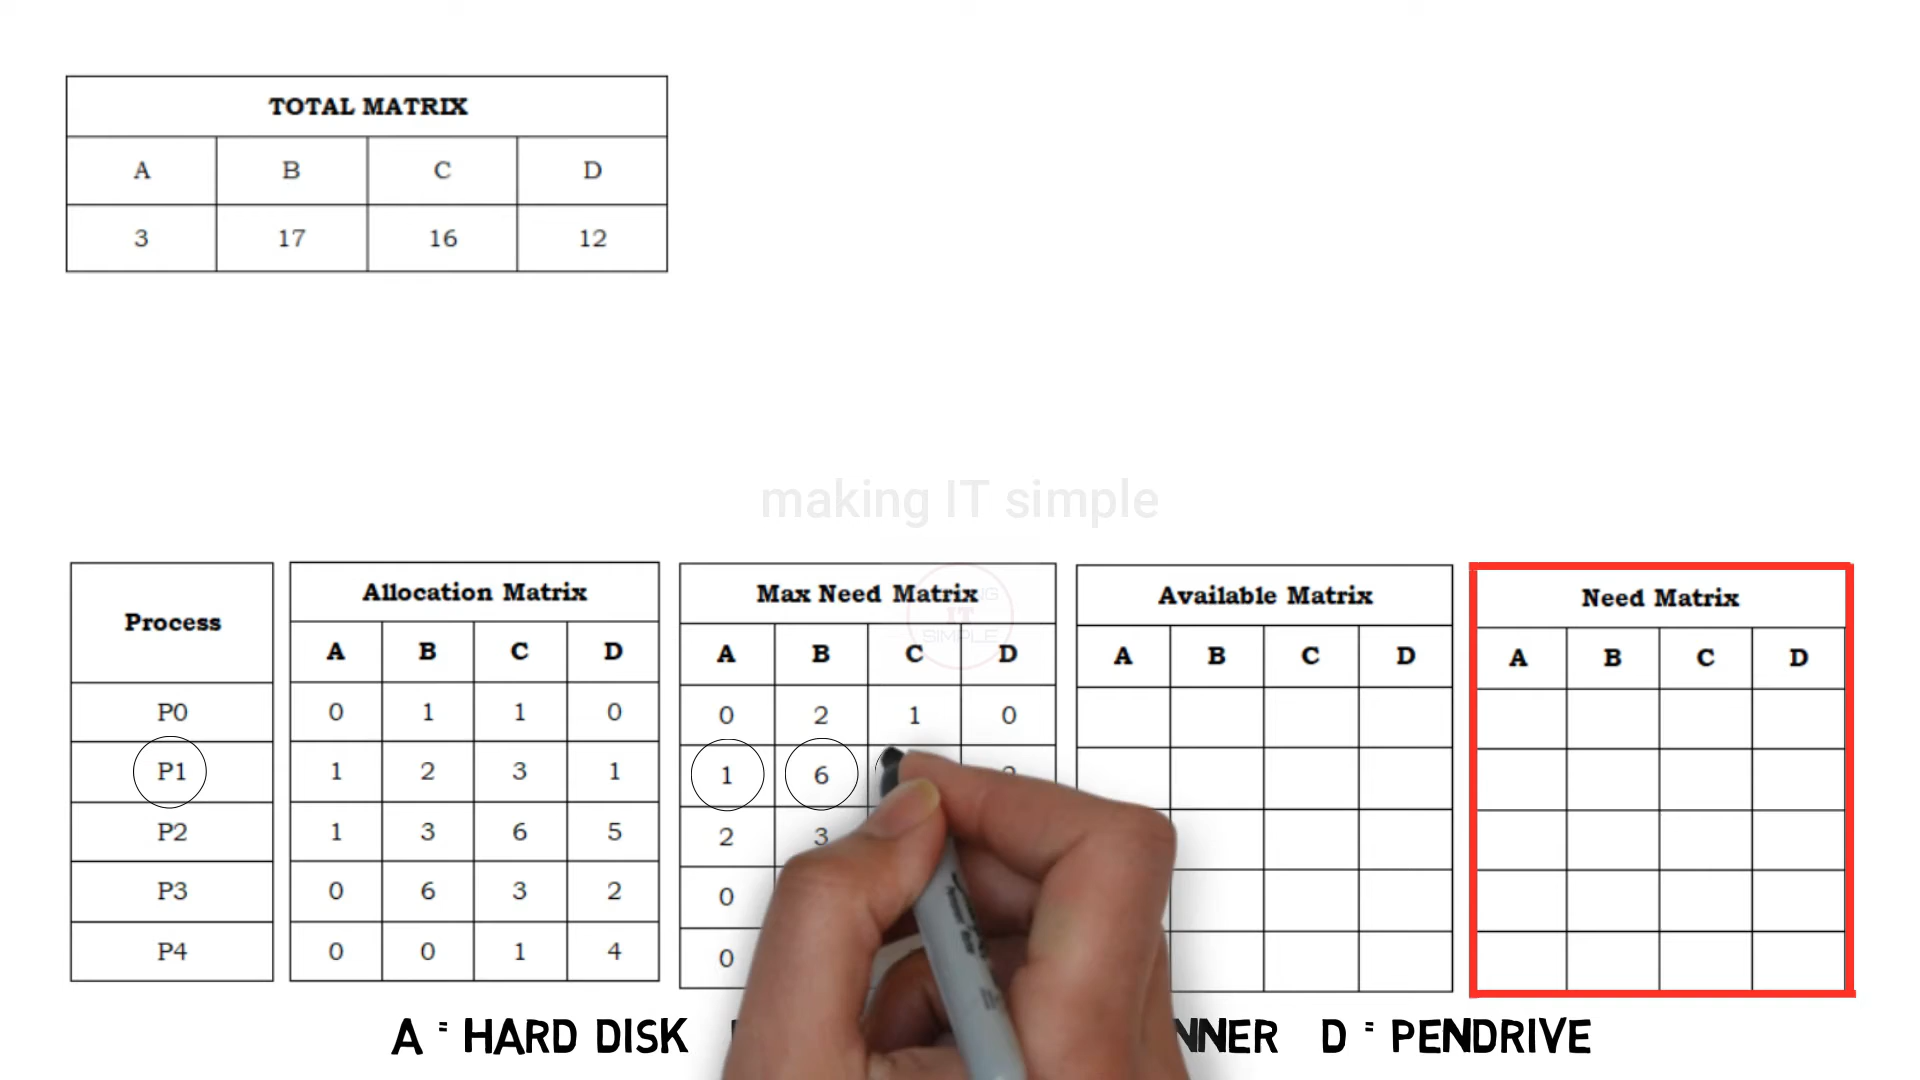 TOTAL MATRIX
A B C D
3 17 16 12
making IT simple
Process
Allocation Matrix
A B C D
P0 0 1 1 0
P1 1 2 3 1
P2 1 3 6 5
P3 0 6 3 2
P4 0 0 1 4
Max Need Matrix
IT
SIMPLE
A B C D
0 2 1 0
1 6
2 3
0
0
Available Matrix
A B C D
Need Matrix
A B C D
A = HARD DISK D = PENDRIVE